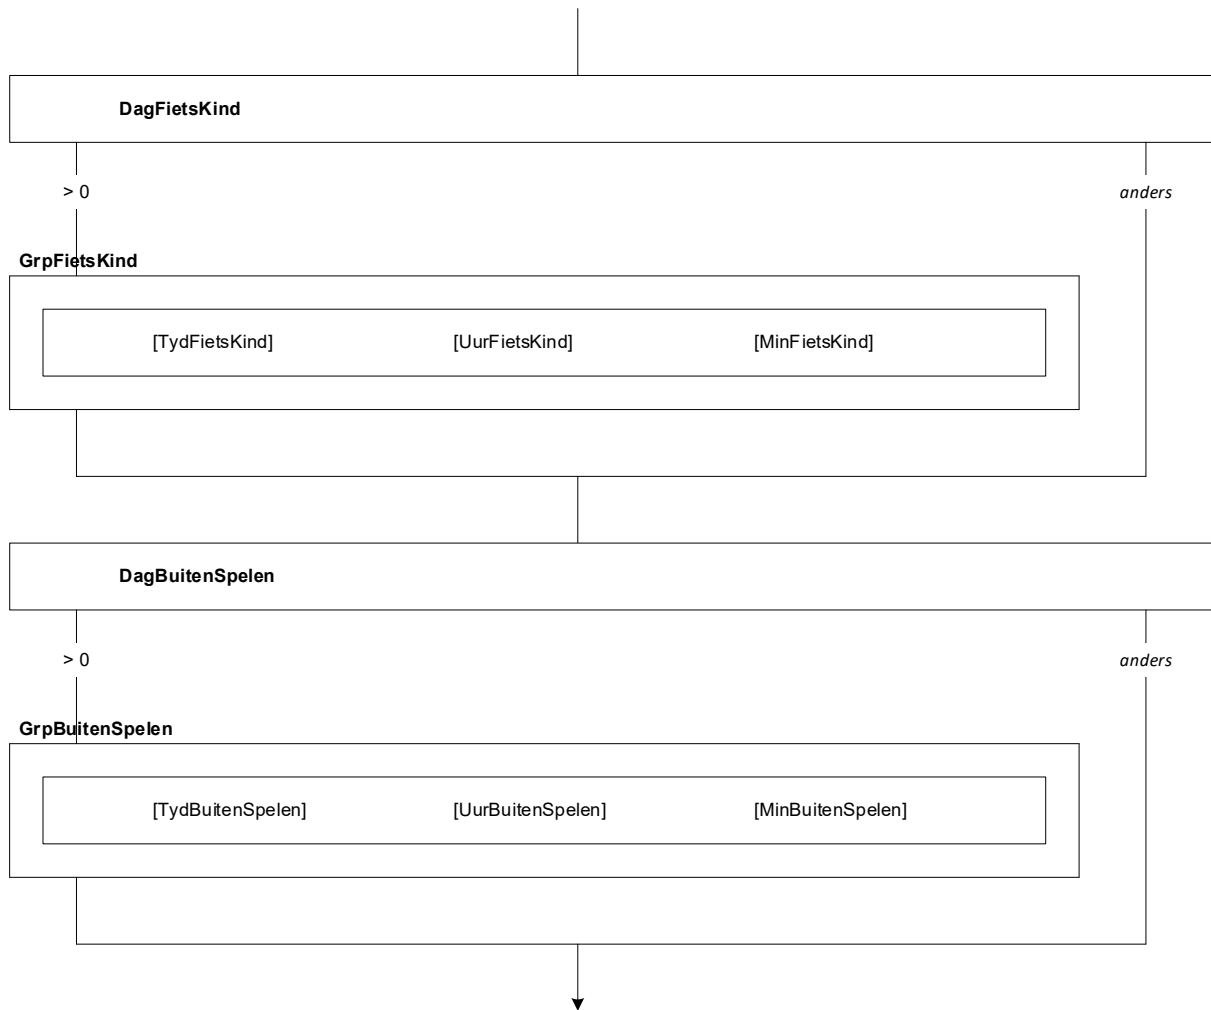 DagFietsKind
> 0
anders
GrpFietsKind
[TydFietsKind] [UurFietsKind] [MinFietsKind]
DagBuitenSpelen
> 0
anders
GrpBuitenSpelen
[TydBuitenSpelen] [UurBuitenSpelen] [MinBuitenSpelen]